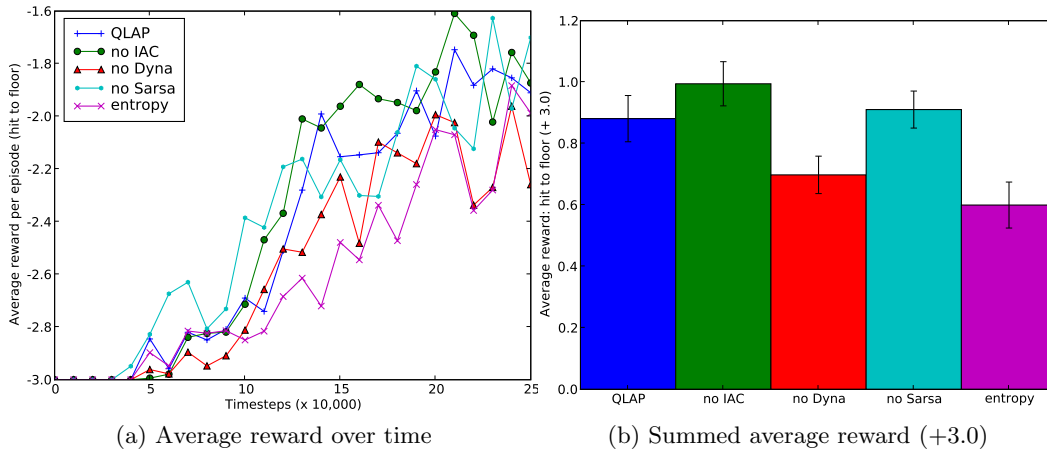 -1.6
-1.8
-2.0
-2.2
-2.4
-2.6
-2.8
-3.0
Average reward per episode (hit to floor)
QLAP
no IAC
no Dyna
no Sarsa
entropy
0 5 10 15 20 25
Timesteps (x 10,000)
(a) Average reward over time
1.2
1.0
0.8
0.6
0.4
0.2
0.0
Average reward: hit to floor (+ 3.0)
QLAP no IAC no Dyna no Sarsa entropy
(b) Summed average reward (+3.0)